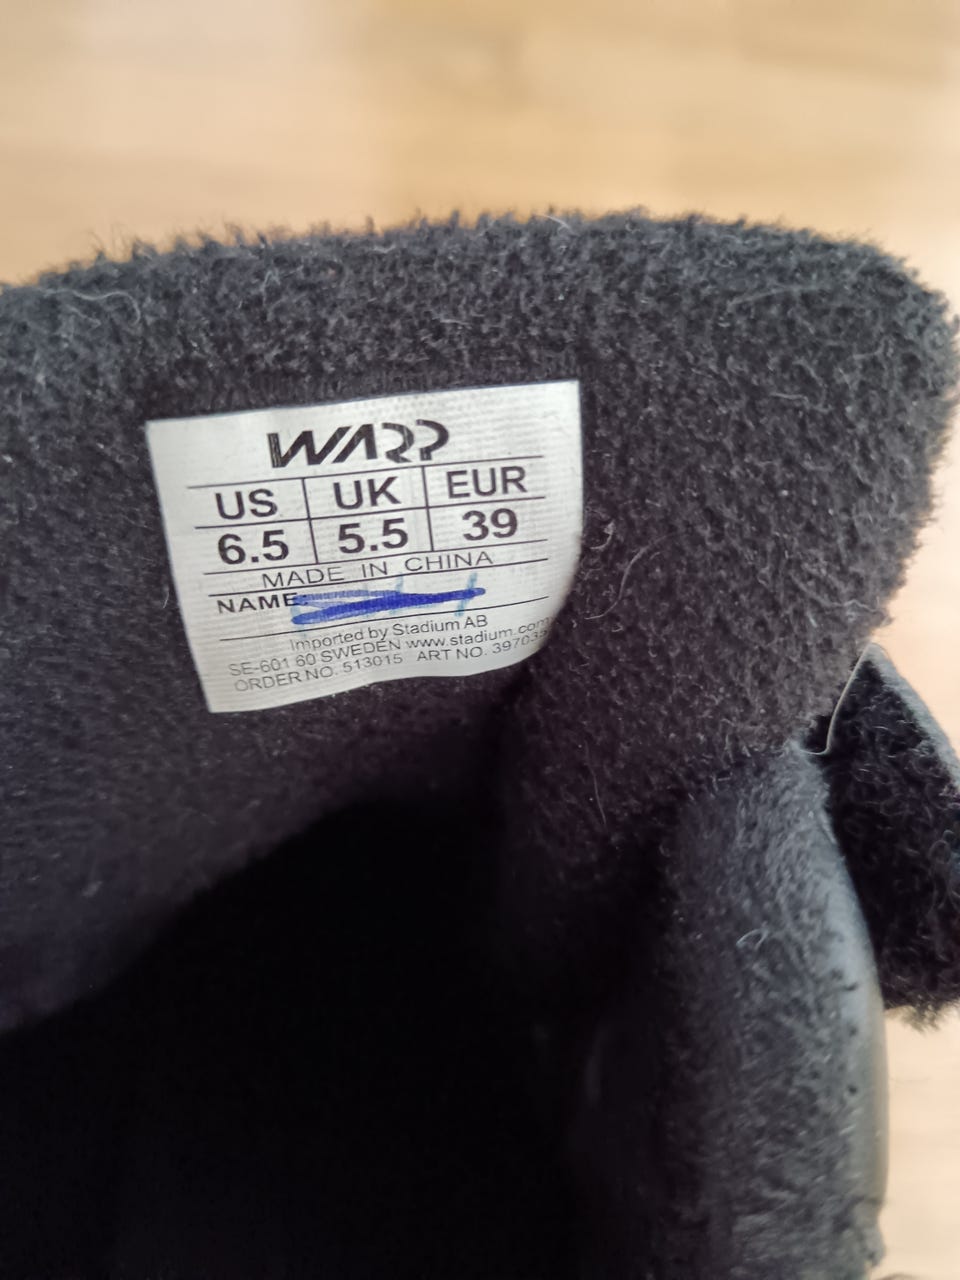 WARP
US UK EUR
6.5 5.5 39
MADE IN CHINA
NAME:
Imported by Stadium AB
SE-601 60 SWEDEN www.stadium.com
ORDER NO. 513015 ART NO.